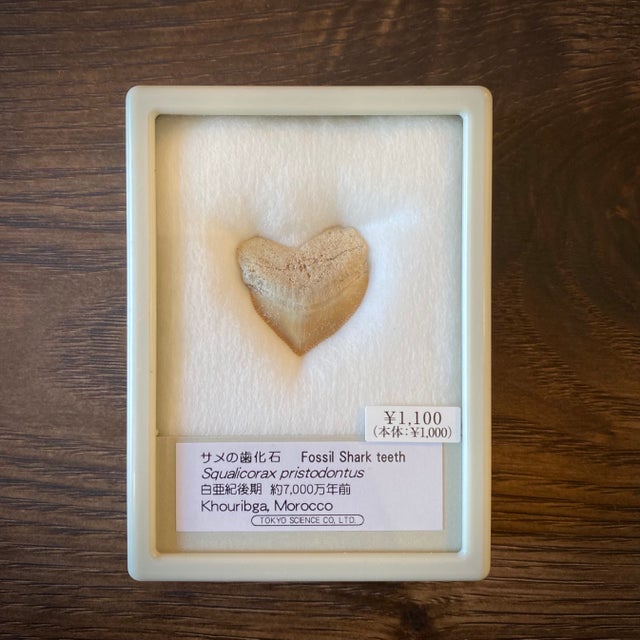 ¥1,100
(本体:¥1,000)
サメの歯化石 Fossil Shark teeth
Squalicorax pristodontus
白亜紀後期 約7,000万年前
Khouribga, Morocco
TOKYO SCIENCE CO., LTD.